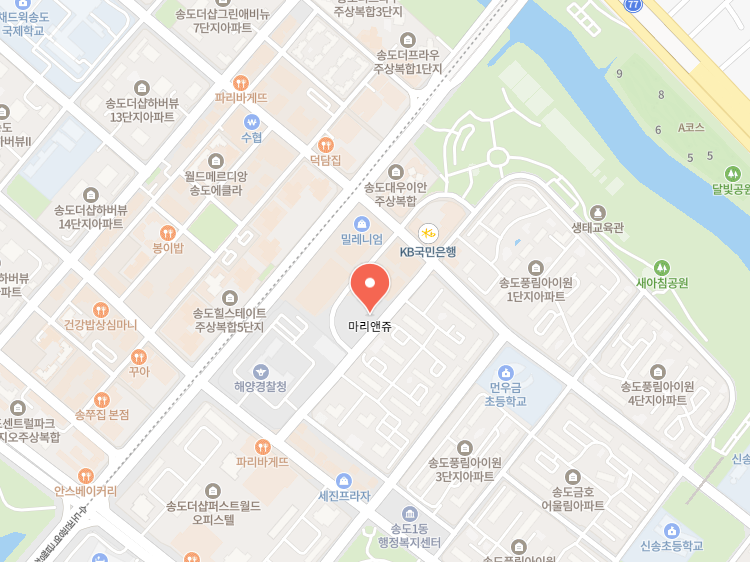 송도더샵그린애비뉴
7단지아파트
주상복합3단지
77
채드윅송도
국제학교
송도더프라우
주상복합1단지
9
8
6
A코스
5
5
파리바게뜨
송도더샵하버뷰
13단지아파트
수협
덕담집
월드메르디앙
송도에클라
송도대우이안
주상복합
달빛공원
송도더샵하버뷰
14단지아파트
밀레니엄
KB국민은행
생태교육관
봉이밥
송도풍림아이원
1단지아파트
새아침공원
건강밥상심마니
송도힐스테이트
주상복합5단지
마리앤쥬
꾸아
해양경찰청
먼우금
초등학교
송도풍림아이원
4단지아파트
송쭈집 본점
도센트럴파크
지오주상복합
파리바게뜨
송도풍림아이원
3단지아파트
안스베이커리
송도더샵퍼스트월드
오피스텔
세진프라자
송도금호
어울림아파트
송도1동
행정복지센터
신송초등학교
송도풍림아이원